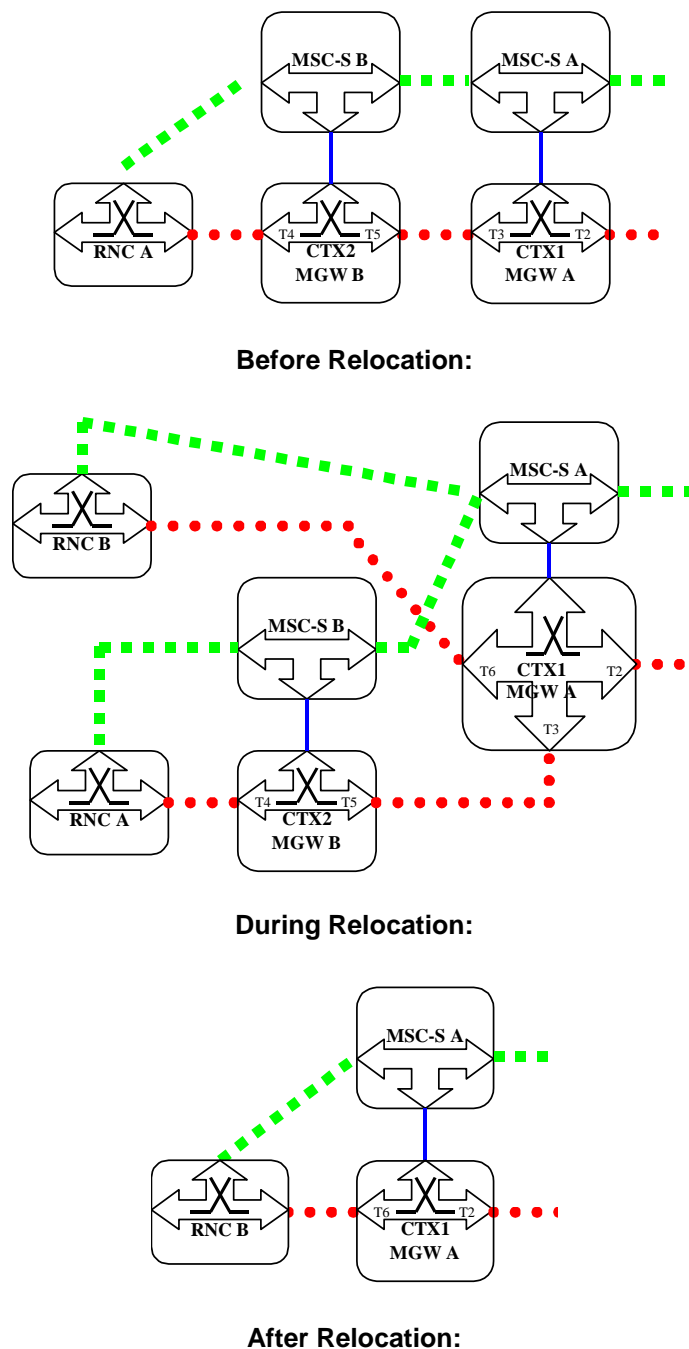 MSC-S B
MSC-S A
RNC A
T4
T5
CTX2
MGW B
T3
T2
CTX1
MGW A
Before Relocation:
MSC-S A
RNC B
MSC-S B
T6
T2
CTX1
MGW A
T3
RNC A
T4
T5
CTX2
MGW B
During Relocation:
MSC-S A
RNC B
T6
T2
CTX1
MGW A
After Relocation: